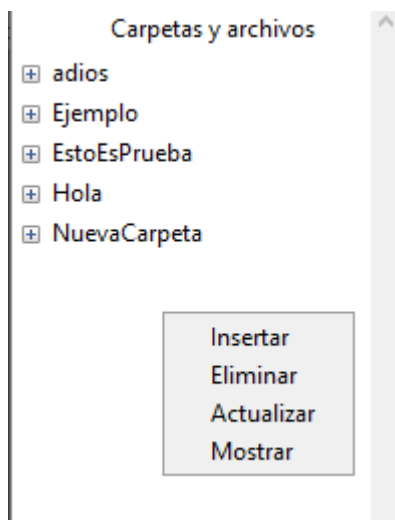 Carpetas y archivos
adios
Ejemplo
EstoEsPrueba
Hola
NuevaCarpeta
Insertar
Eliminar
Actualizar
Mostrar